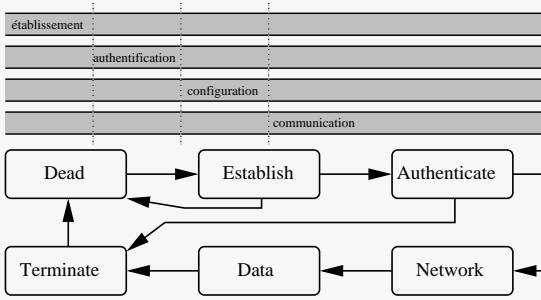 établissement
authentification
configuration
communication
Dead Establish Authenticate
Terminate Data Network